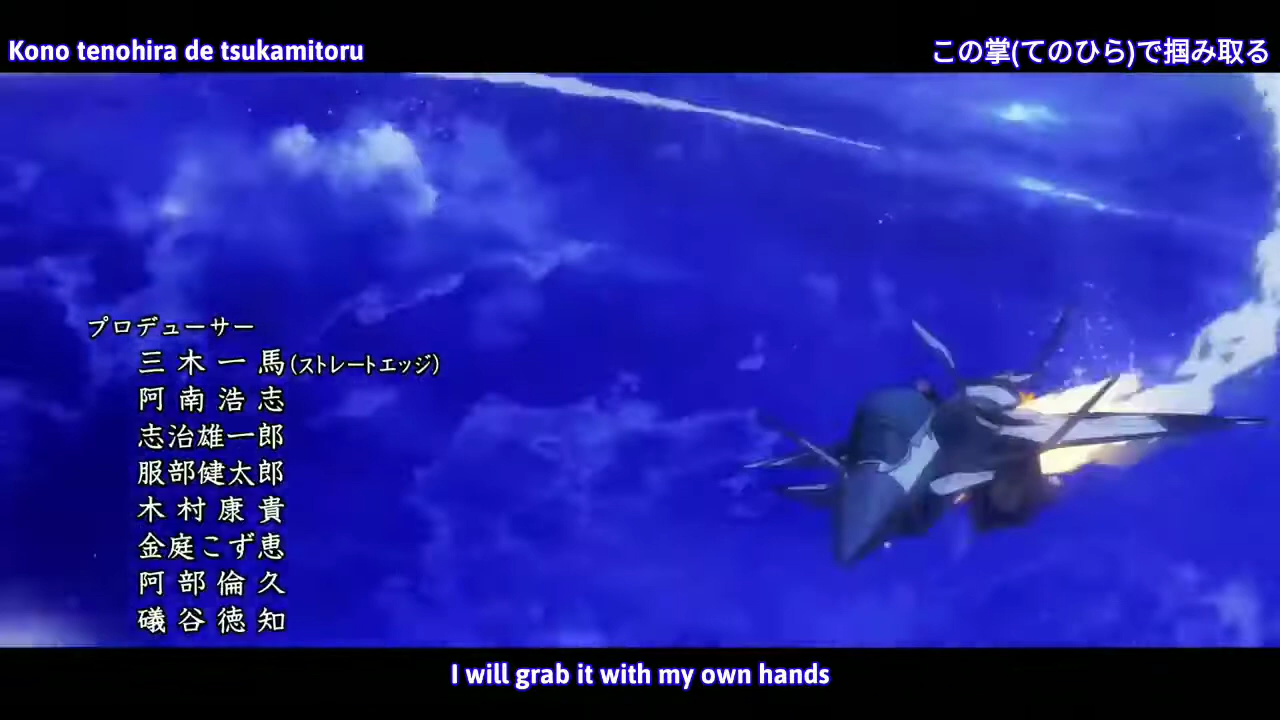 Kono tenohira de tsukamitoru
この掌(てのひら)で掴み取る
プロデューサー
三木一馬(ストレートエッジ)
阿南浩志
志治雄一郎
服部健太郎
木村康貴
金庭こず恵
阿部倫久
礒谷徳知
I will grab it with my own hands